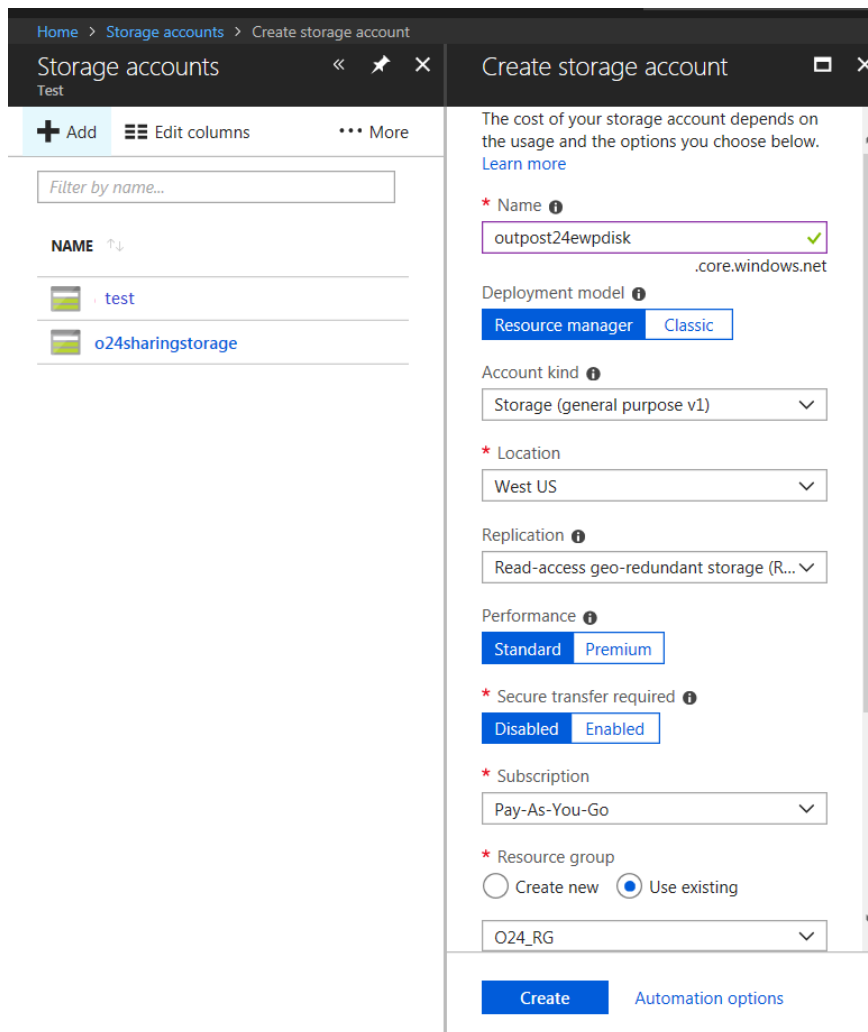 Home > Storage accounts > Create storage account
Storage accounts
Test
Add
Edit columns
More
Filter by name...
NAME
test
o24sharingstorage
Create storage account
The cost of your storage account depends on
the usage and the options you choose below.
Learn more
* Name
outpost24ewpdisk
.core.windows.net
Deployment model
Resource manager
Classic
Account kind
Storage (general purpose v1)
* Location
West US
Replication
Read-access geo-redundant storage (R...
Performance
Standard
Premium
* Secure transfer required
Disabled
Enabled
* Subscription
Pay-As-You-Go
* Resource group
Create new
Use existing
O24_RG
Create
Automation options